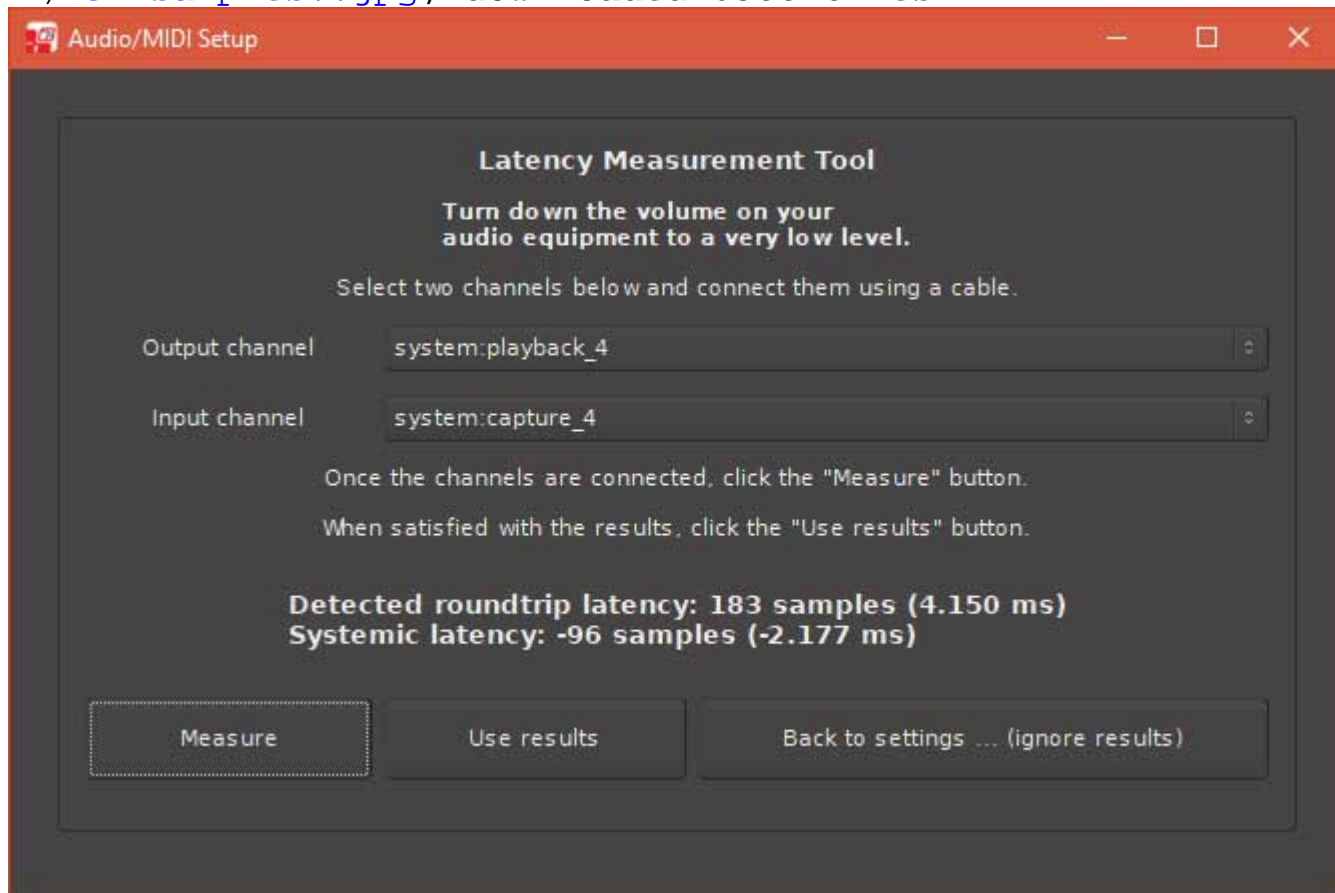 Audio/MIDI Setup
Latency Measurement Tool
Turn down the volume on your
audio equipment to a very low level.
Select two channels below and connect them using a cable.
Output channel system:playback_4
Input channel system:capture_4
Once the channels are connected, click the "Measure" button.
When satisfied with the results, click the "Use results" button.
Detected roundtrip latency: 183 samples (4.150 ms)
Systemic latency: -96 samples (-2.177 ms)
Measure Use results Back to settings ... (ignore results)